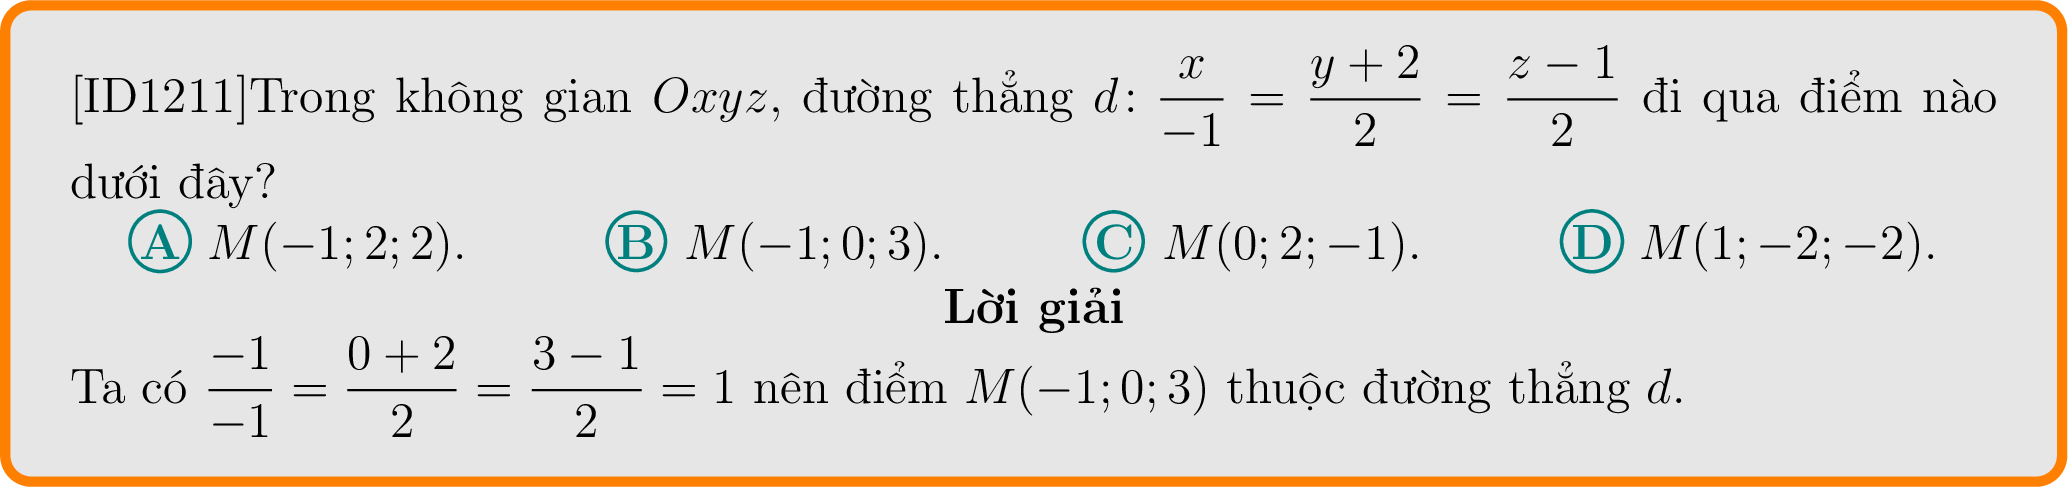 [ID1211]Trong không gian Oxyz, đường thẳng d: \frac{x}{-1} = \frac{y+2}{2} = \frac{z-1}{2} đi qua điểm nào
dưới đây?
A M(−1; 2; 2). B M(−1; 0; 3). C M(0; 2; −1). D M(1; −2; −2).
Lời giải
Ta có \frac{-1}{-1} = \frac{0+2}{2} = \frac{3-1}{2} = 1 nên điểm M(−1; 0; 3) thuộc đường thẳng d.